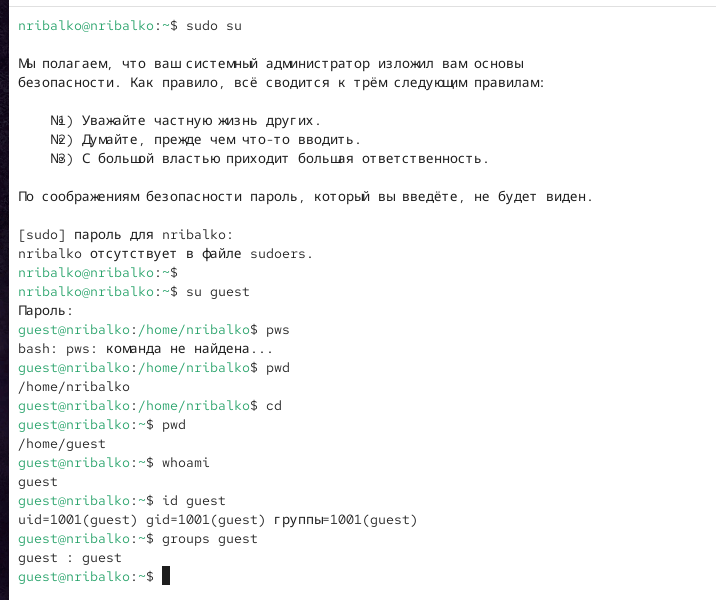 nribalko@nribalko:~$ sudo su
Мы полагаем, что ваш системный администратор изложил вам основы
безопасности. Как правило, всё сводится к трём следующим правилам:
№1) Уважайте частную жизнь других.
№2) Думайте, прежде чем что-то вводить.
№3) С большой властью приходит большая ответственность.
По соображениям безопасности пароль, который вы введёте, не будет виден.
[sudo] пароль для nribalko:
nribalko отсутствует в файле sudoers.
nribalko@nribalko:~$
nribalko@nribalko:~$ su guest
Пароль:
guest@nribalko:/home/nribalko$ pws
bash: pws: команда не найдена...
guest@nribalko:/home/nribalko$ pwd
/home/nribalko
guest@nribalko:/home/nribalko$ cd
guest@nribalko:~$ pwd
/home/guest
guest@nribalko:~$ whoami
guest
guest@nribalko:~$ id guest
uid=1001(guest) gid=1001(guest) группы=1001(guest)
guest@nribalko:~$ groups guest
guest : guest
guest@nribalko:~$